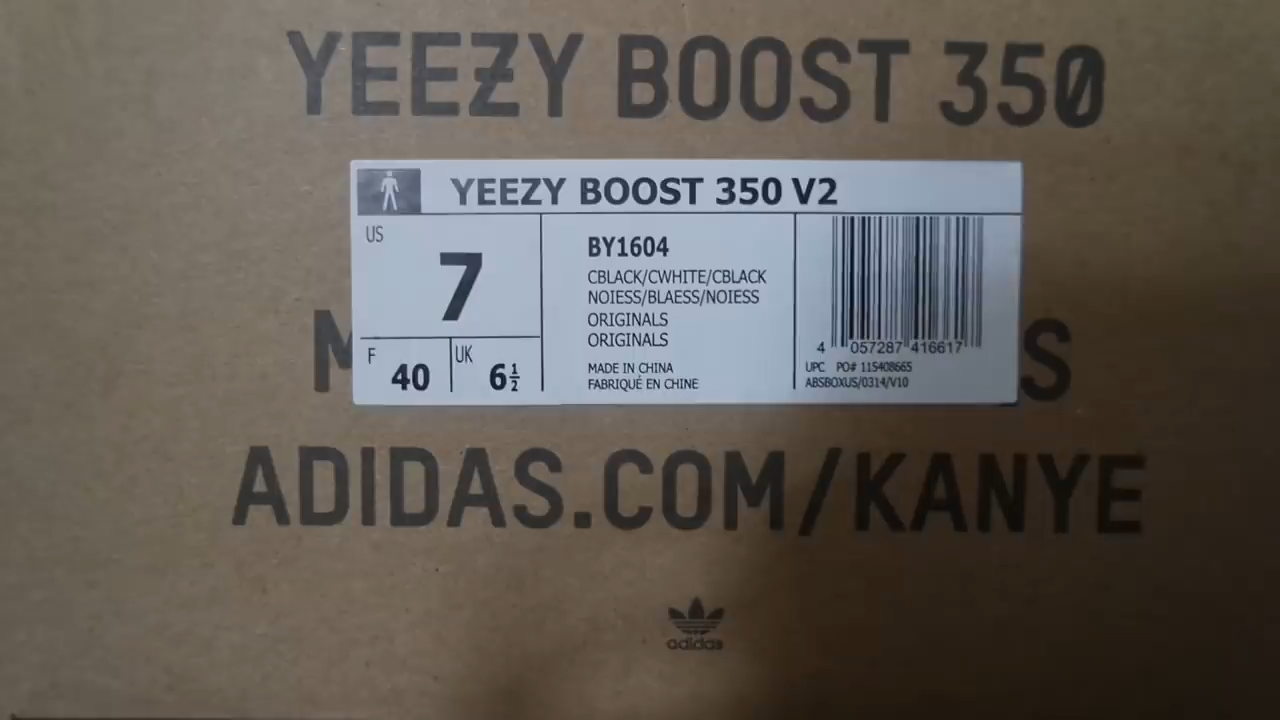 YEEZY BOOST 350
YEEZY BOOST 350 V2
US
7
F
40
UK
6½
BY1604
CBLACK/CWHITE/CBLACK
NOIESS/BLAESS/NOIESS
ORIGINALS
ORIGINALS
MADE IN CHINA
FABRIQUÉ EN CHINE
4 057287 416617
UPC PO# 115408665
ABSBOXUS/0314/V10
M
S
ADIDAS.COM/KANYE
adidas